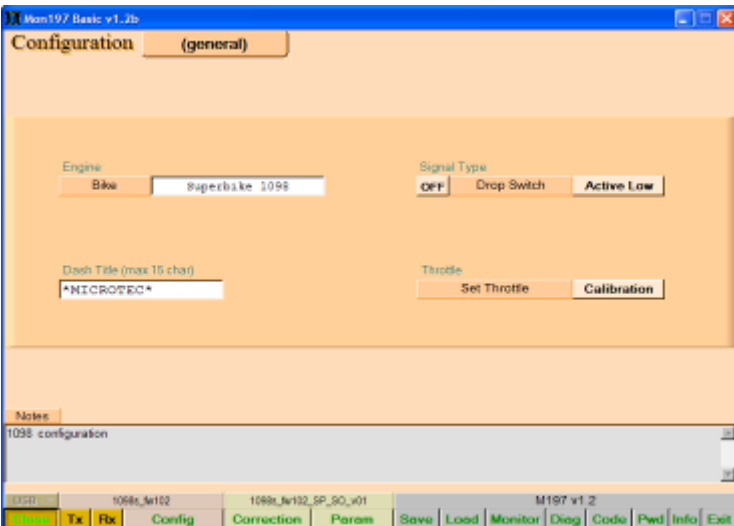 Mon197 Basic v1.2b
Configuration (general)
Engine
Bike Superbike 1098
Signal Type
OFF Drop Switch Active Low
Dash Title (max 15 char)
*MICROTEC*
Throttle
Set Throttle Calibration
Notes
1098 configuration
USB 1098s_fw102 1098s_fw102_SP_SO_v01 M197 v1.2
Close Tx Rx Config Correction Param Save Load Monitor Diag Code Pwd Info Exit